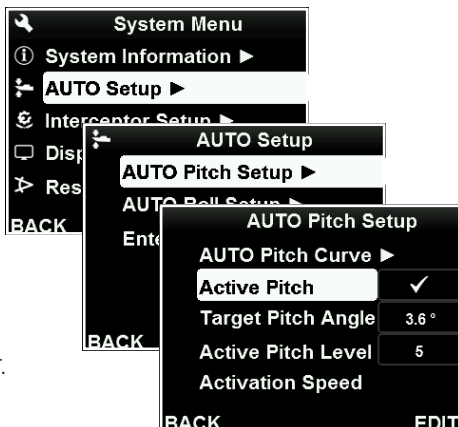 System Menu
System Information ►
AUTO Setup ►
Interceptor Setup ►
Disp
Res
BACK
AUTO Setup
AUTO Pitch Setup ►
AUTO Roll Setup ►
Ente
BACK
AUTO Pitch Setup
AUTO Pitch Curve ►
Active Pitch ✓
Target Pitch Angle 3.6 °
Active Pitch Level 5
Activation Speed
BACK EDIT